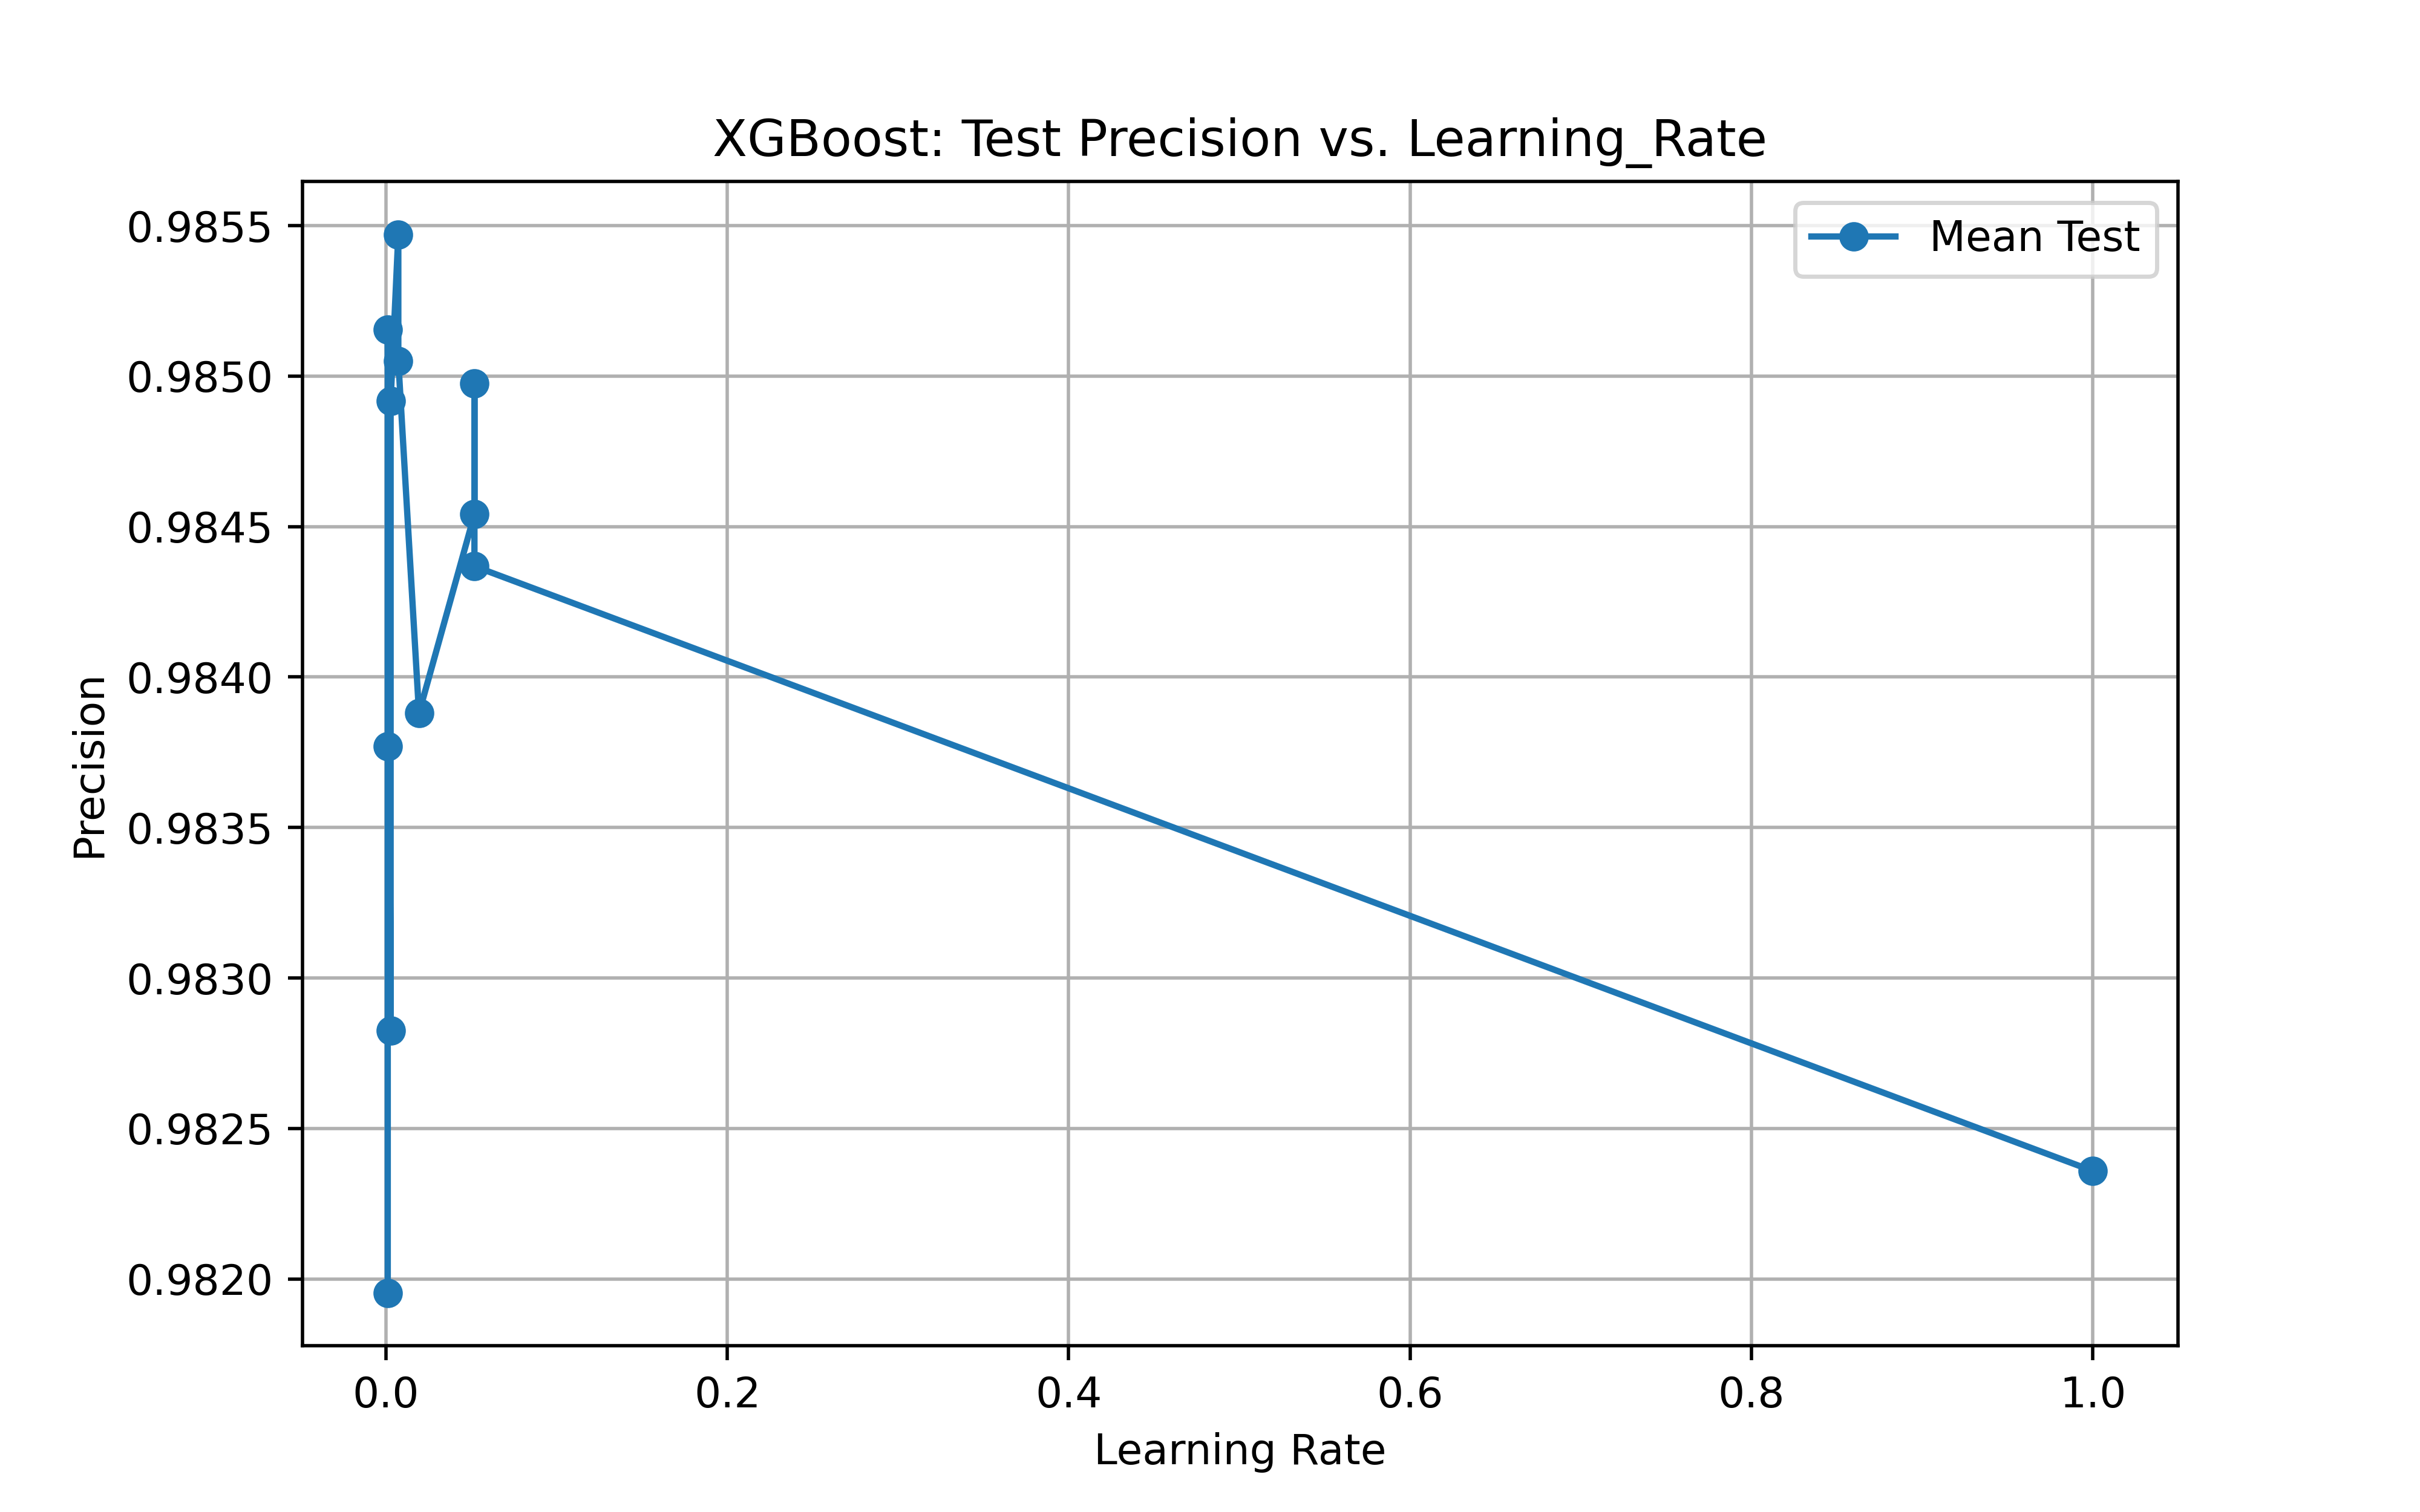 XGBoost: Test Precision vs. Learning_Rate
Mean Test
Precision
0.9855
0.9850
0.9845
0.9840
0.9835
0.9830
0.9825
0.9820
0.0 0.2 0.4 0.6 0.8 1.0
Learning Rate